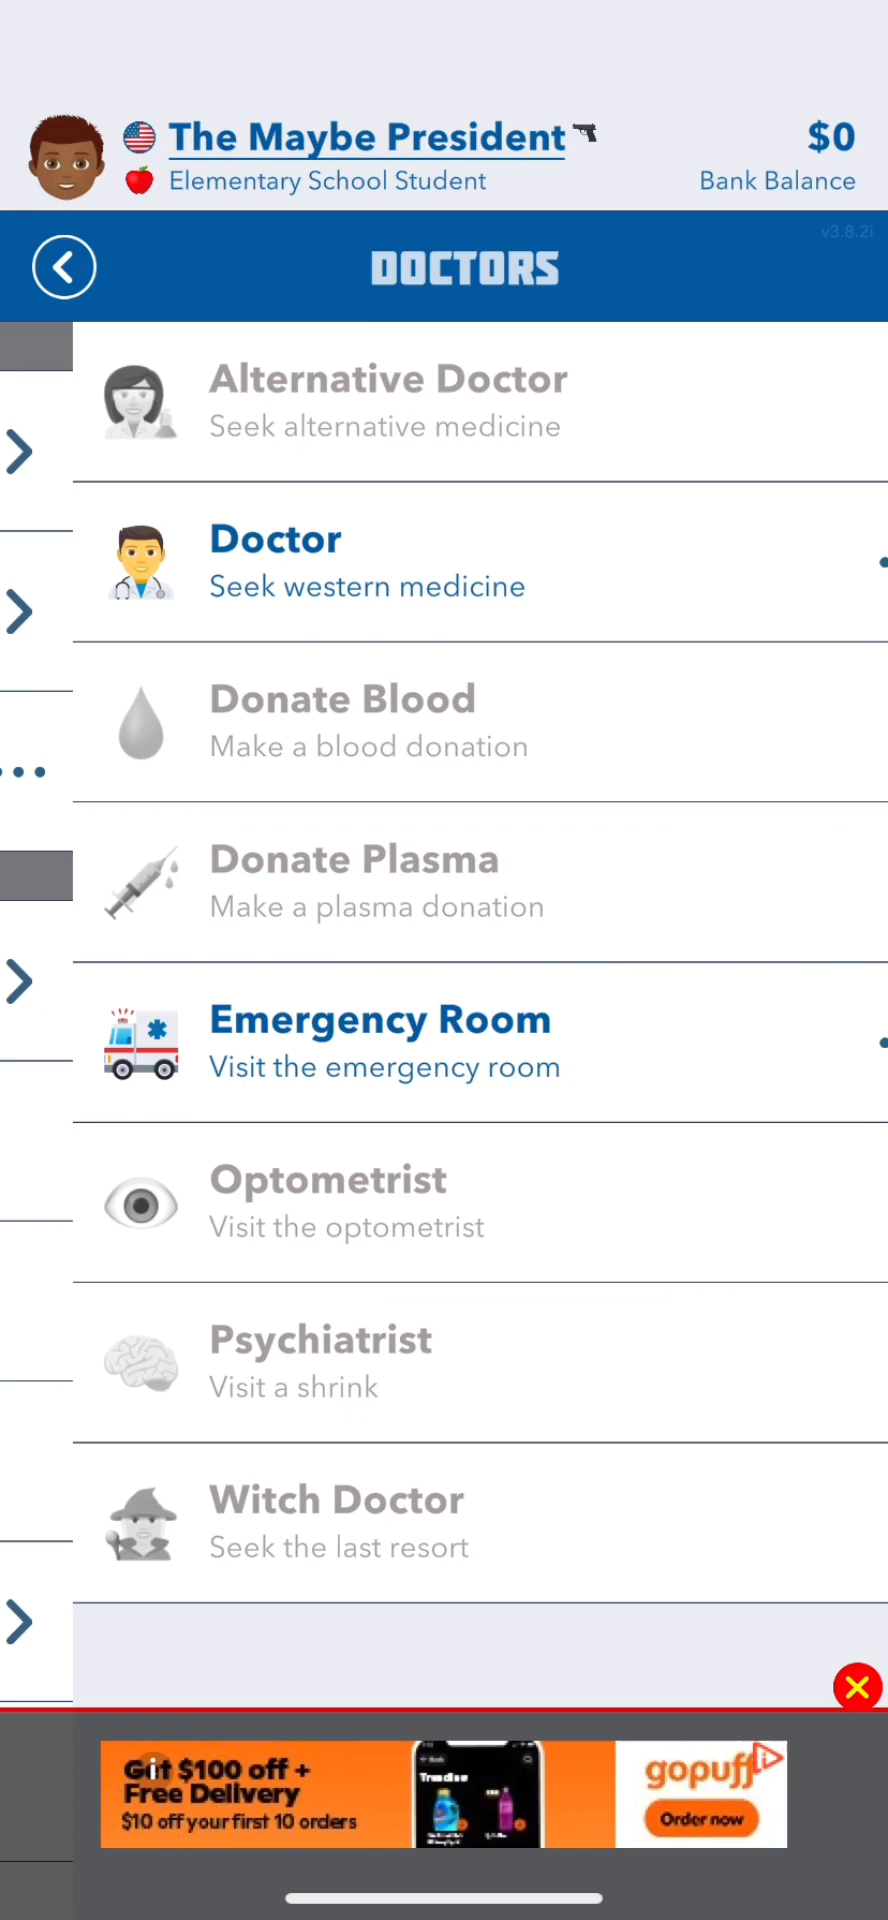 The Maybe President
$0
Elementary School Student
Bank Balance
v3.8.2i
DOCTORS
Alternative Doctor
Seek alternative medicine
Doctor
Seek western medicine
Donate Blood
Make a blood donation
Donate Plasma
Make a plasma donation
Emergency Room
Visit the emergency room
Optometrist
Visit the optometrist
Psychiatrist
Visit a shrink
Witch Doctor
Seek the last resort
Get $100 off +
Free Delivery
$10 off your first 10 orders
gopuff
Order now